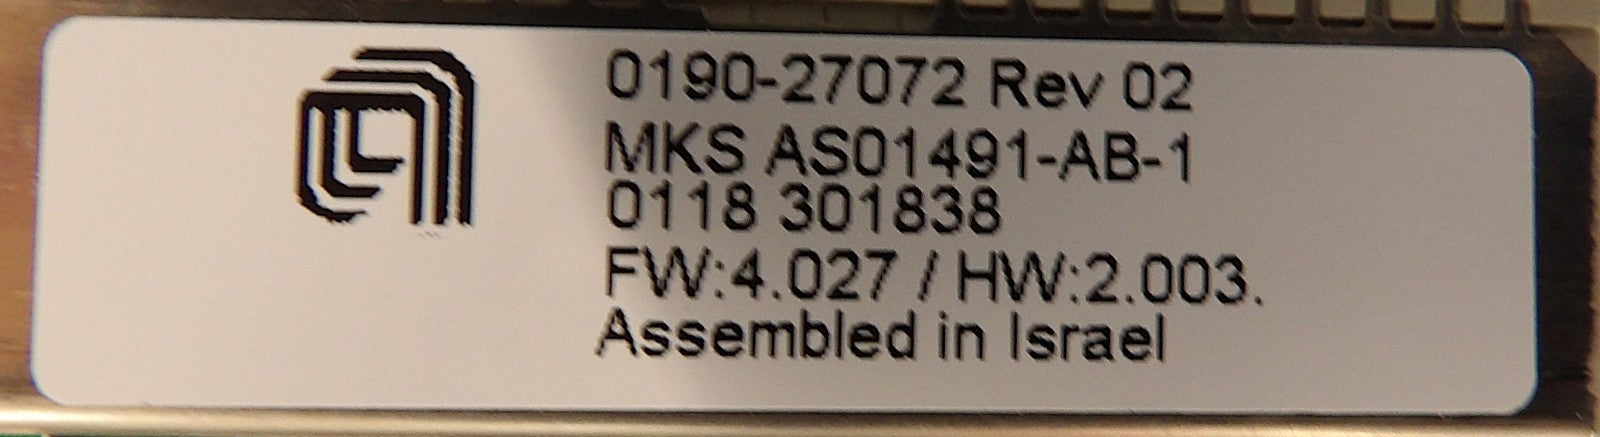 0190-27072 Rev 02
MKS AS01491-AB-1
0118 301838
FW:4.027 / HW:2.003.
Assembled in Israel